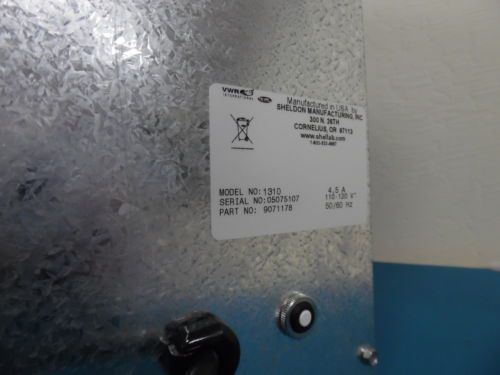 VWR
INTERNATIONAL
Manufactured in USA by
SHELDON MANUFACTURING, INC
300 N. 26TH
CORNELIUS, OR 97113
www.shellab.com
MODEL NO: 1310
SERIAL NO: 05075107
PART NO: 9071178
4.5 A
110-120 V~
50/60 Hz